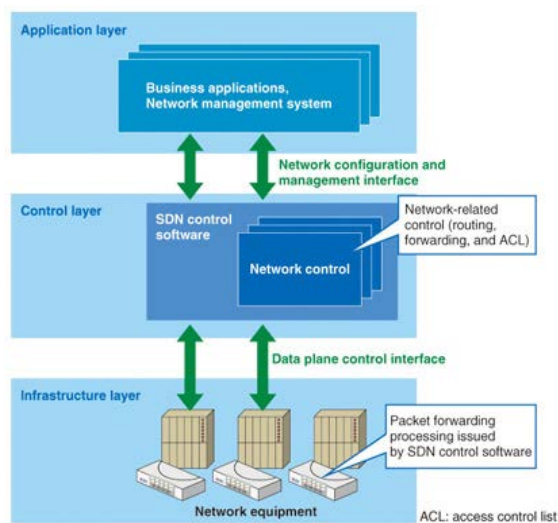 Application layer
Business applications,
Network management system
Network configuration and
management interface
Control layer
SDN control
software
Network control
Network-related
control (routing,
forwarding, and ACL)
Data plane control interface
Infrastructure layer
Packet forwarding
processing issued
by SDN control software
Network equipment
ACL: access control list